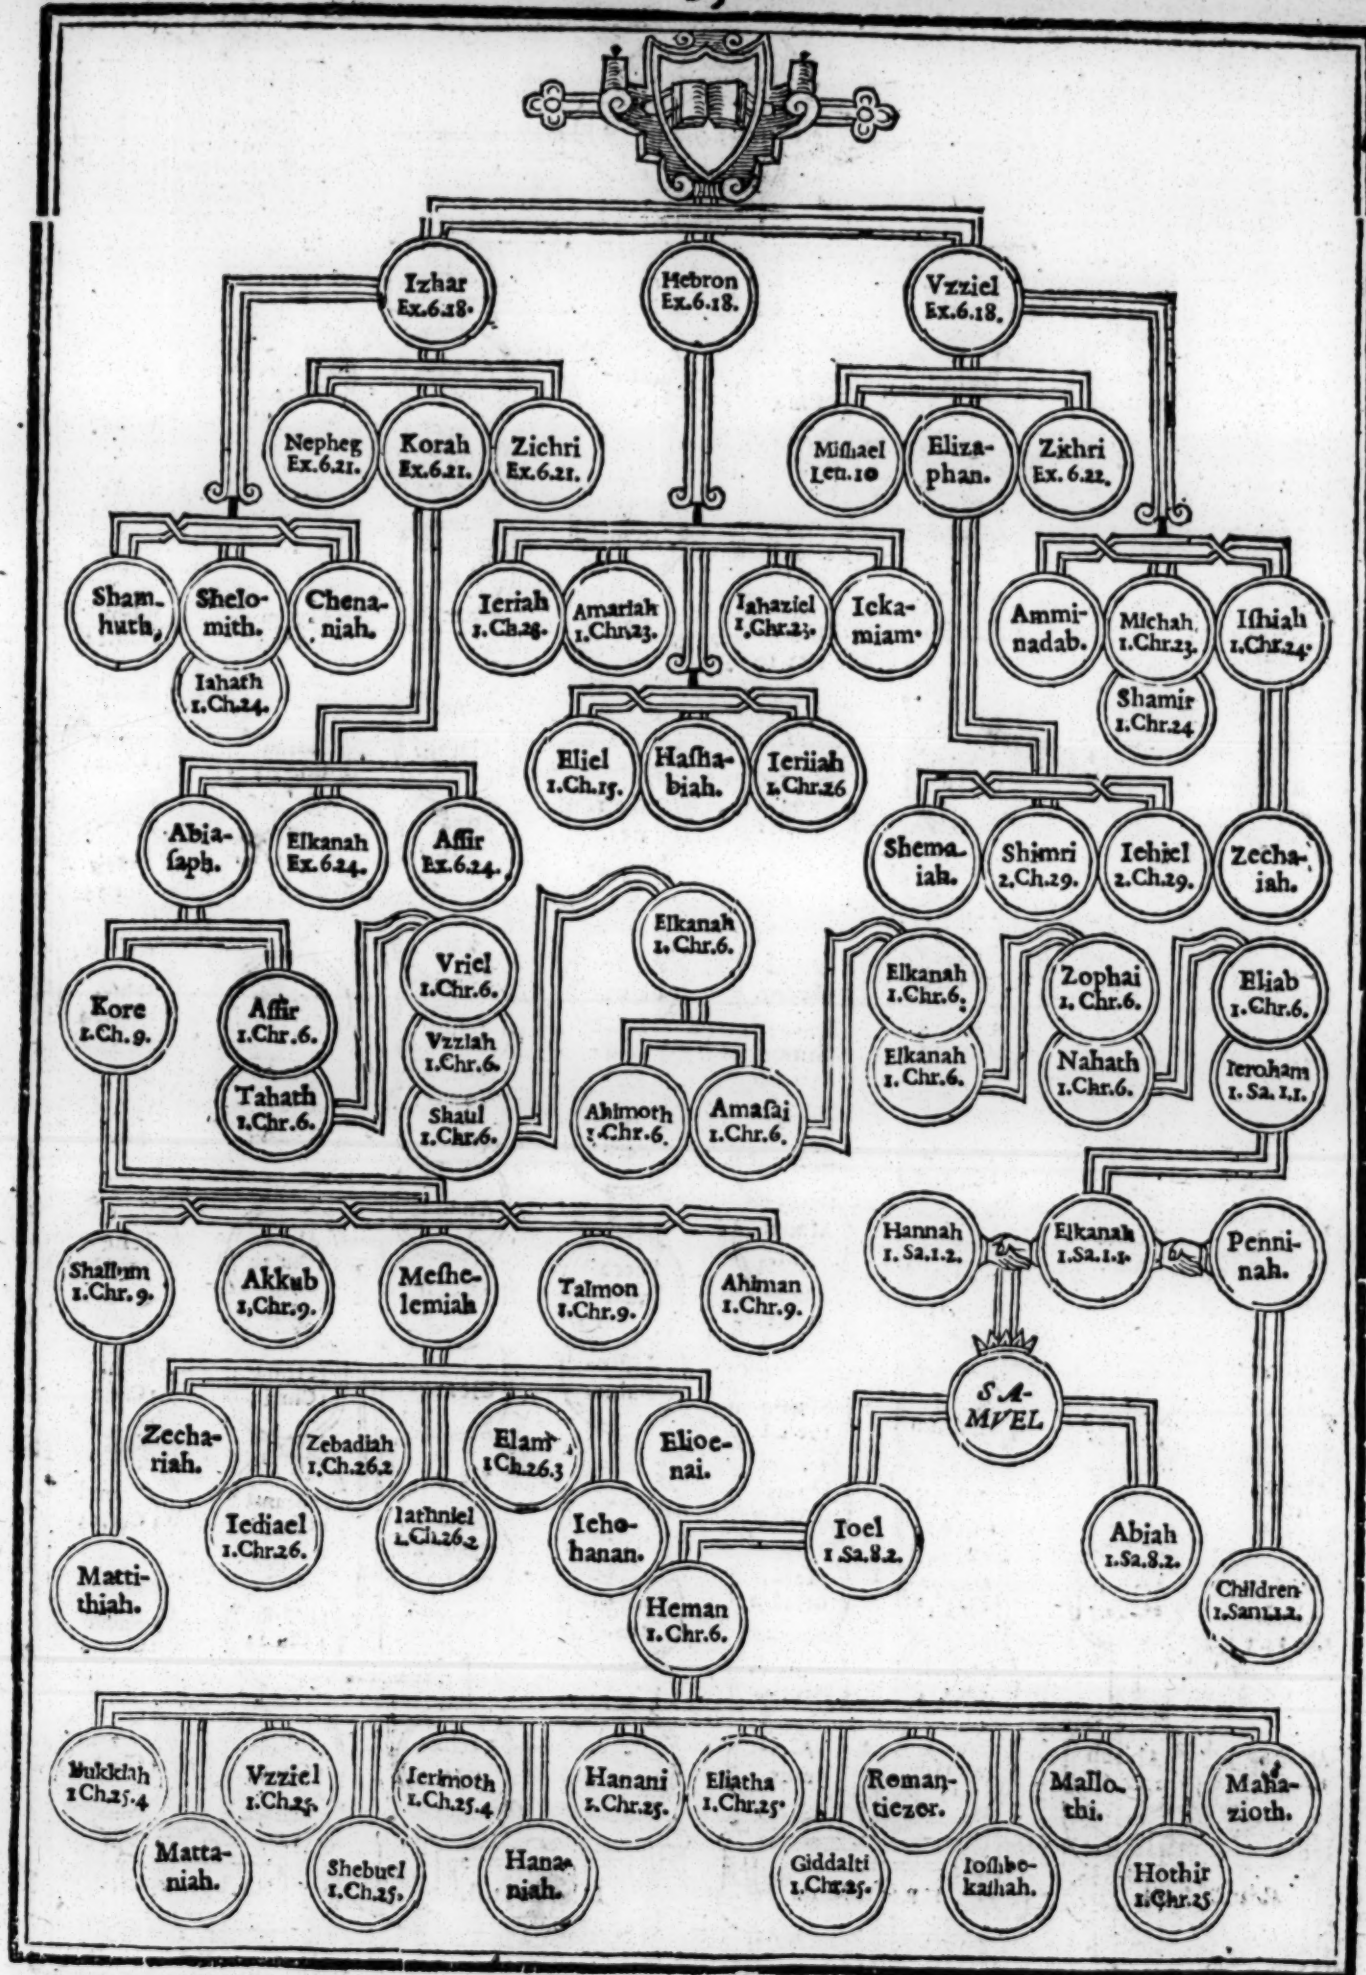 Izhar
Ex.6.18.
Hebron
Ex.6.18.
Vzziel
Ex.6.18.
Nepheg
Ex.6.21.
Korah
Ex.6.21.
Zichri
Ex.6.21.
Miſhael
Leu.10
Eliza-
phan.
Zichri
Ex.6.22.
Sham-
huth,
Shelo-
mith.
Chena-
niah.
Iahath
1.Ch.24.
Ieriah
1.Ch.28.
Amariah
1.Chr.23.
Iahaziel
1.Chr.23.
Icka-
miam.
Ammi-
nadab.
Michah
1.Chr.23.
Iſhiah
1.Chr.24.
Shamir
1.Chr.24
Eliel
1.Ch.15.
Haſha-
biah.
Ieriiah
1.Chr.26
Abia-
ſaph.
Elkanah
Ex.6.24.
Aſſir
Ex.6.24.
Shema-
iah.
Shimri
2.Ch.29.
Iehiel
2.Ch.29.
Zecha-
iah.
Kore
1.Ch.9.
Aſſir
1.Chr.6.
Tahath
1.Chr.6.
Vriel
1.Chr.6.
Vzziah
1.Chr.6.
Shaul
1.Chr.6.
Elkanah
1.Chr.6.
Ahimoth
1.Chr.6.
Amaſai
1.Chr.6.
Elkanah
1.Chr.6.
Elkanah
1.Chr.6.
Zophai
1.Chr.6.
Nahath
1.Chr.6.
Eliab
1.Chr.6.
Ieroham
1.Sa.1.1.
Hannah
1.Sa.1.2.
Elkanah
1.Sa.1.1.
Penni-
nah.
Shallum
1.Chr.9.
Akkub
1,Chr.9.
Meſhe-
lemiah
Talmon
1.Chr.9.
Ahiman
1.Chr.9.
SA-
MVEL
Zecha-
riah.
Zebadiah
1.Ch.26.2
Elam
1Ch.26.3
Elioe-
nai.
Iediael
1.Chr.26.
Iathniel
1.Ch.26.2
Ieho-
hanan.
Ioel
1.Sa.8.2.
Abiah
1.Sa.8.2.
Matti-
thiah.
Heman
1.Chr.6.
Children
1.Sam.1.2.
Bukkiah
1Ch.25.4
Vzziel
1.Ch.25.
Ierimoth
1.Ch.25.4
Hanani
1.Chr.25.
Eliatha
1.Chr.25.
Roman-
tiezer.
Mallo-
thi.
Maha-
zioth.
Matta-
niah.
Shebuel
1.Ch.25.
Hana-
niah.
Giddalti
1.Chr.25.
Ioſhbe-
kaſhah.
Hothir
1.Chr.25